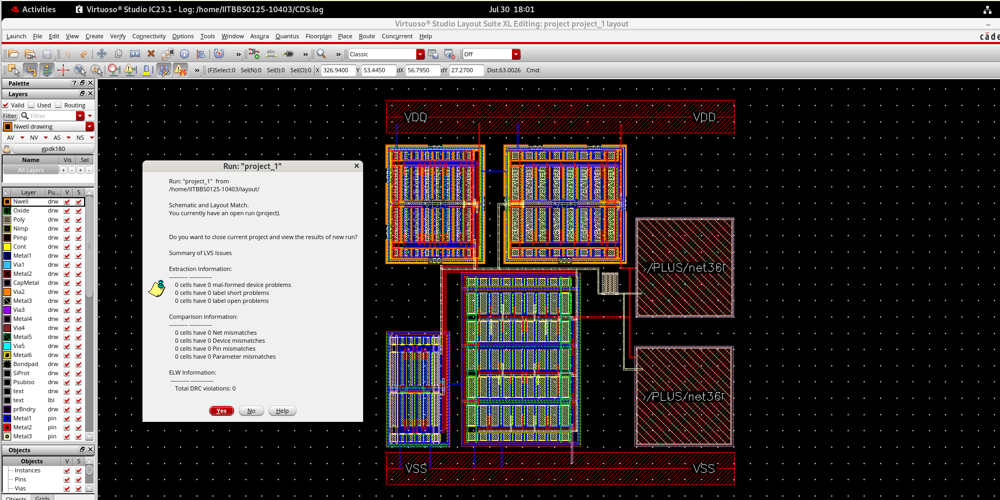 Activities
Virtuoso® Studio IC23.1 - Log: /home/IITBBS0125-10403/CDS.log
Jul 30 18:01
Virtuoso® Studio Layout Suite XL Editing: project project_1 layout
Launch File Edit View Create Verify Connectivity Options Tools Window Assura Quantus Floorplan Place Route Concurrent Help
cāde
R
»
abc
»
»
Classic
Off
»
(F)Select:0 Sel(N):0 Sel(I):0 Sel(O):0 X 326.9400 Y 53.4450 dX 56.7950 dY 27.2700 Dist:63.0026 Cmd:
Palette
Layers
Valid Used Routing
Filter Filter
Nwell drawing
AV NV AS NS
gpdk180
Name Vis Sel
All Layers + - + -
Layer Pu... V S
Nwell drw
Oxide drw
Poly drw
Nimp drw
Pimp drw
Cont drw
Metal1 drw
Via1 drw
Metal2 drw
CapMetal drw
Via2 drw
Metal3 drw
Via3 drw
Metal4 drw
Via4 drw
Metal5 drw
Via5 drw
Metal6 drw
Bondpad drw
SiProt drw
Psubiso drw
text drw
text lbl
prBndry drw
Metal1 pin
Metal2 pin
Metal3 pin
Objects
Objects V S
Instances
Pins
Vias
Objects Grids
Run: "project_1"
Run: "project_1" from
/home/IITBBS0125-10403/layout/
Schematic and Layout Match.
You currently have an open run (project).
Do you want to close current project and view the results of new run?
Summary of LVS Issues
Extraction Information:
---------- ------------
0 cells have 0 mal-formed device problems
0 cells have 0 label short problems
0 cells have 0 label open problems
Comparison Information:
---------- ------------
0 cells have 0 Net mismatches
0 cells have 0 Device mismatches
0 cells have 0 Pin mismatches
0 cells have 0 Parameter mismatches
ELW Information:
---------- ------------
Total DRC violations: 0
Yes No Help
VDD VDD
/PLUS/net36
/PLUS/net36
VSS VSS